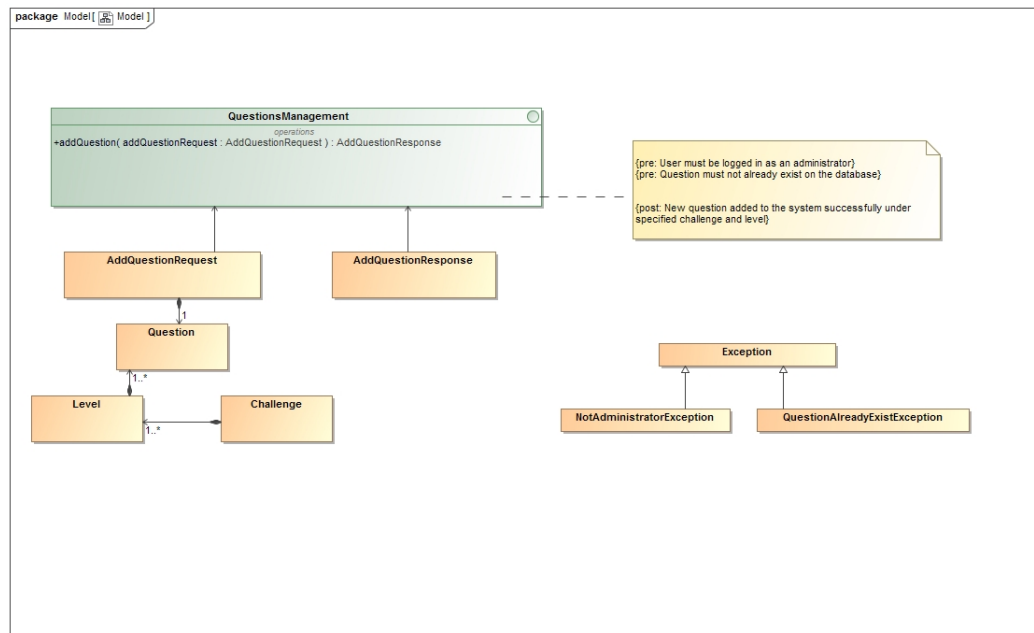 package Model [ Model ]
QuestionsManagement
operations
+addQuestion( addQuestionRequest : AddQuestionRequest ) : AddQuestionResponse
{pre: User must be logged in as an administrator}
{pre: Question must not already exist on the database}
{post: New question added to the system successfully under
specified challenge and level}
AddQuestionRequest
AddQuestionResponse
1
Question
1..*
Level
Challenge
1..*
Exception
NotAdministratorException
QuestionAlreadyExistException